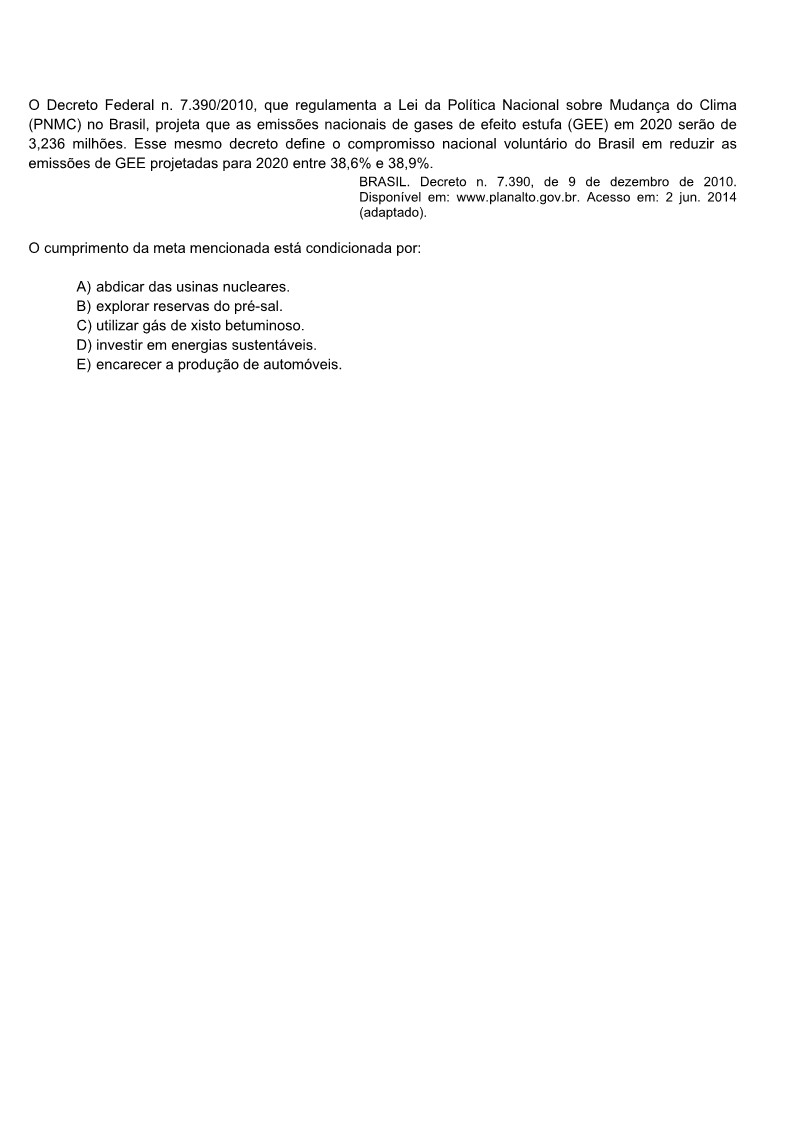 O Decreto Federal n. 7.390/2010, que regulamenta a Lei da Política Nacional sobre Mudança do Clima
(PNMC) no Brasil, projeta que as emissões nacionais de gases de efeito estufa (GEE) em 2020 serão de
3,236 milhões. Esse mesmo decreto define o compromisso nacional voluntário do Brasil em reduzir as
emissões de GEE projetadas para 2020 entre 38,6% e 38,9%.
BRASIL. Decreto n. 7.390, de 9 de dezembro de 2010.
Disponível em: www.planalto.gov.br. Acesso em: 2 jun. 2014
(adaptado).
O cumprimento da meta mencionada está condicionada por:
A) abdicar das usinas nucleares.
B) explorar reservas do pré-sal.
C) utilizar gás de xisto betuminoso.
D) investir em energias sustentáveis.
E) encarecer a produção de automóveis.